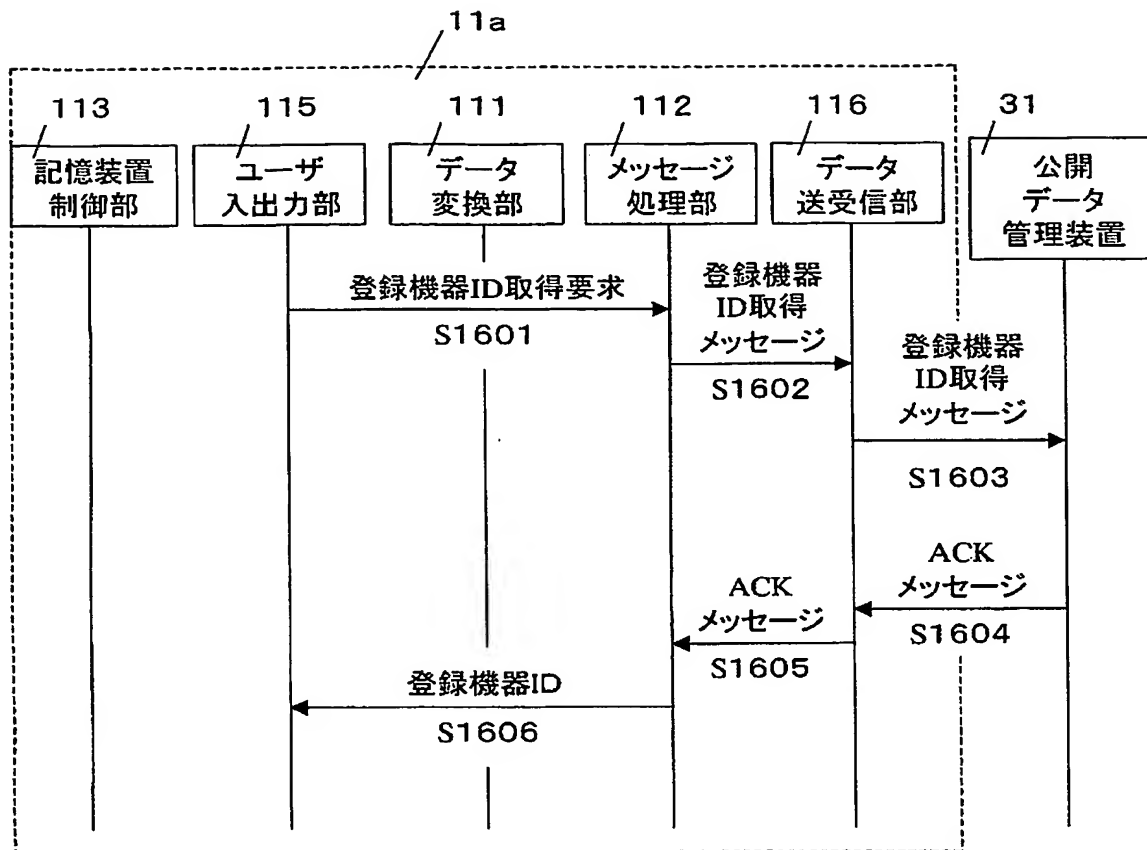 11a
113
115
111
112
116
31
記憶装置
制御部
ユーザ
入出力部
データ
変換部
メッセージ
処理部
データ
送受信部
公開
データ
管理装置
登録機器ID取得要求
S1601
登録機器
ID取得
メッセージ
S1602
登録機器
ID取得
メッセージ
S1603
ACK
メッセージ
S1604
ACK
メッセージ
S1605
登録機器ID
S1606